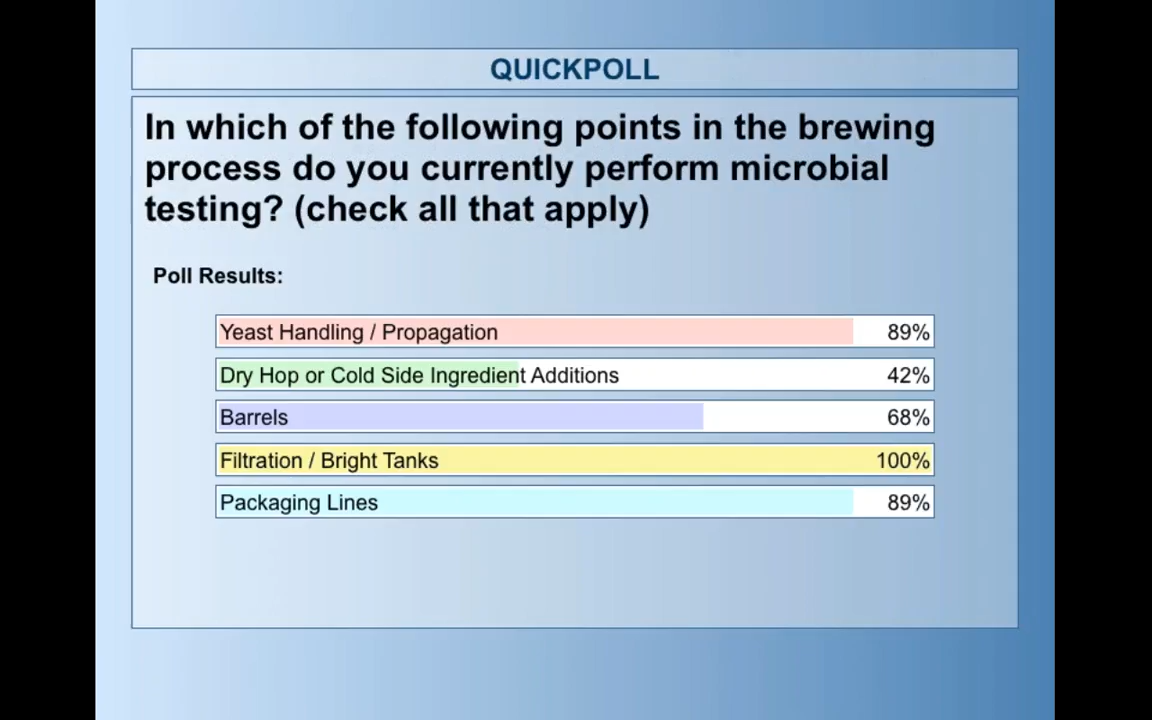 QUICKPOLL
In which of the following points in the brewing
process do you currently perform microbial
testing? (check all that apply)
Poll Results:
Yeast Handling / Propagation 89%
Dry Hop or Cold Side Ingredient Additions 42%
Barrels 68%
Filtration / Bright Tanks 100%
Packaging Lines 89%